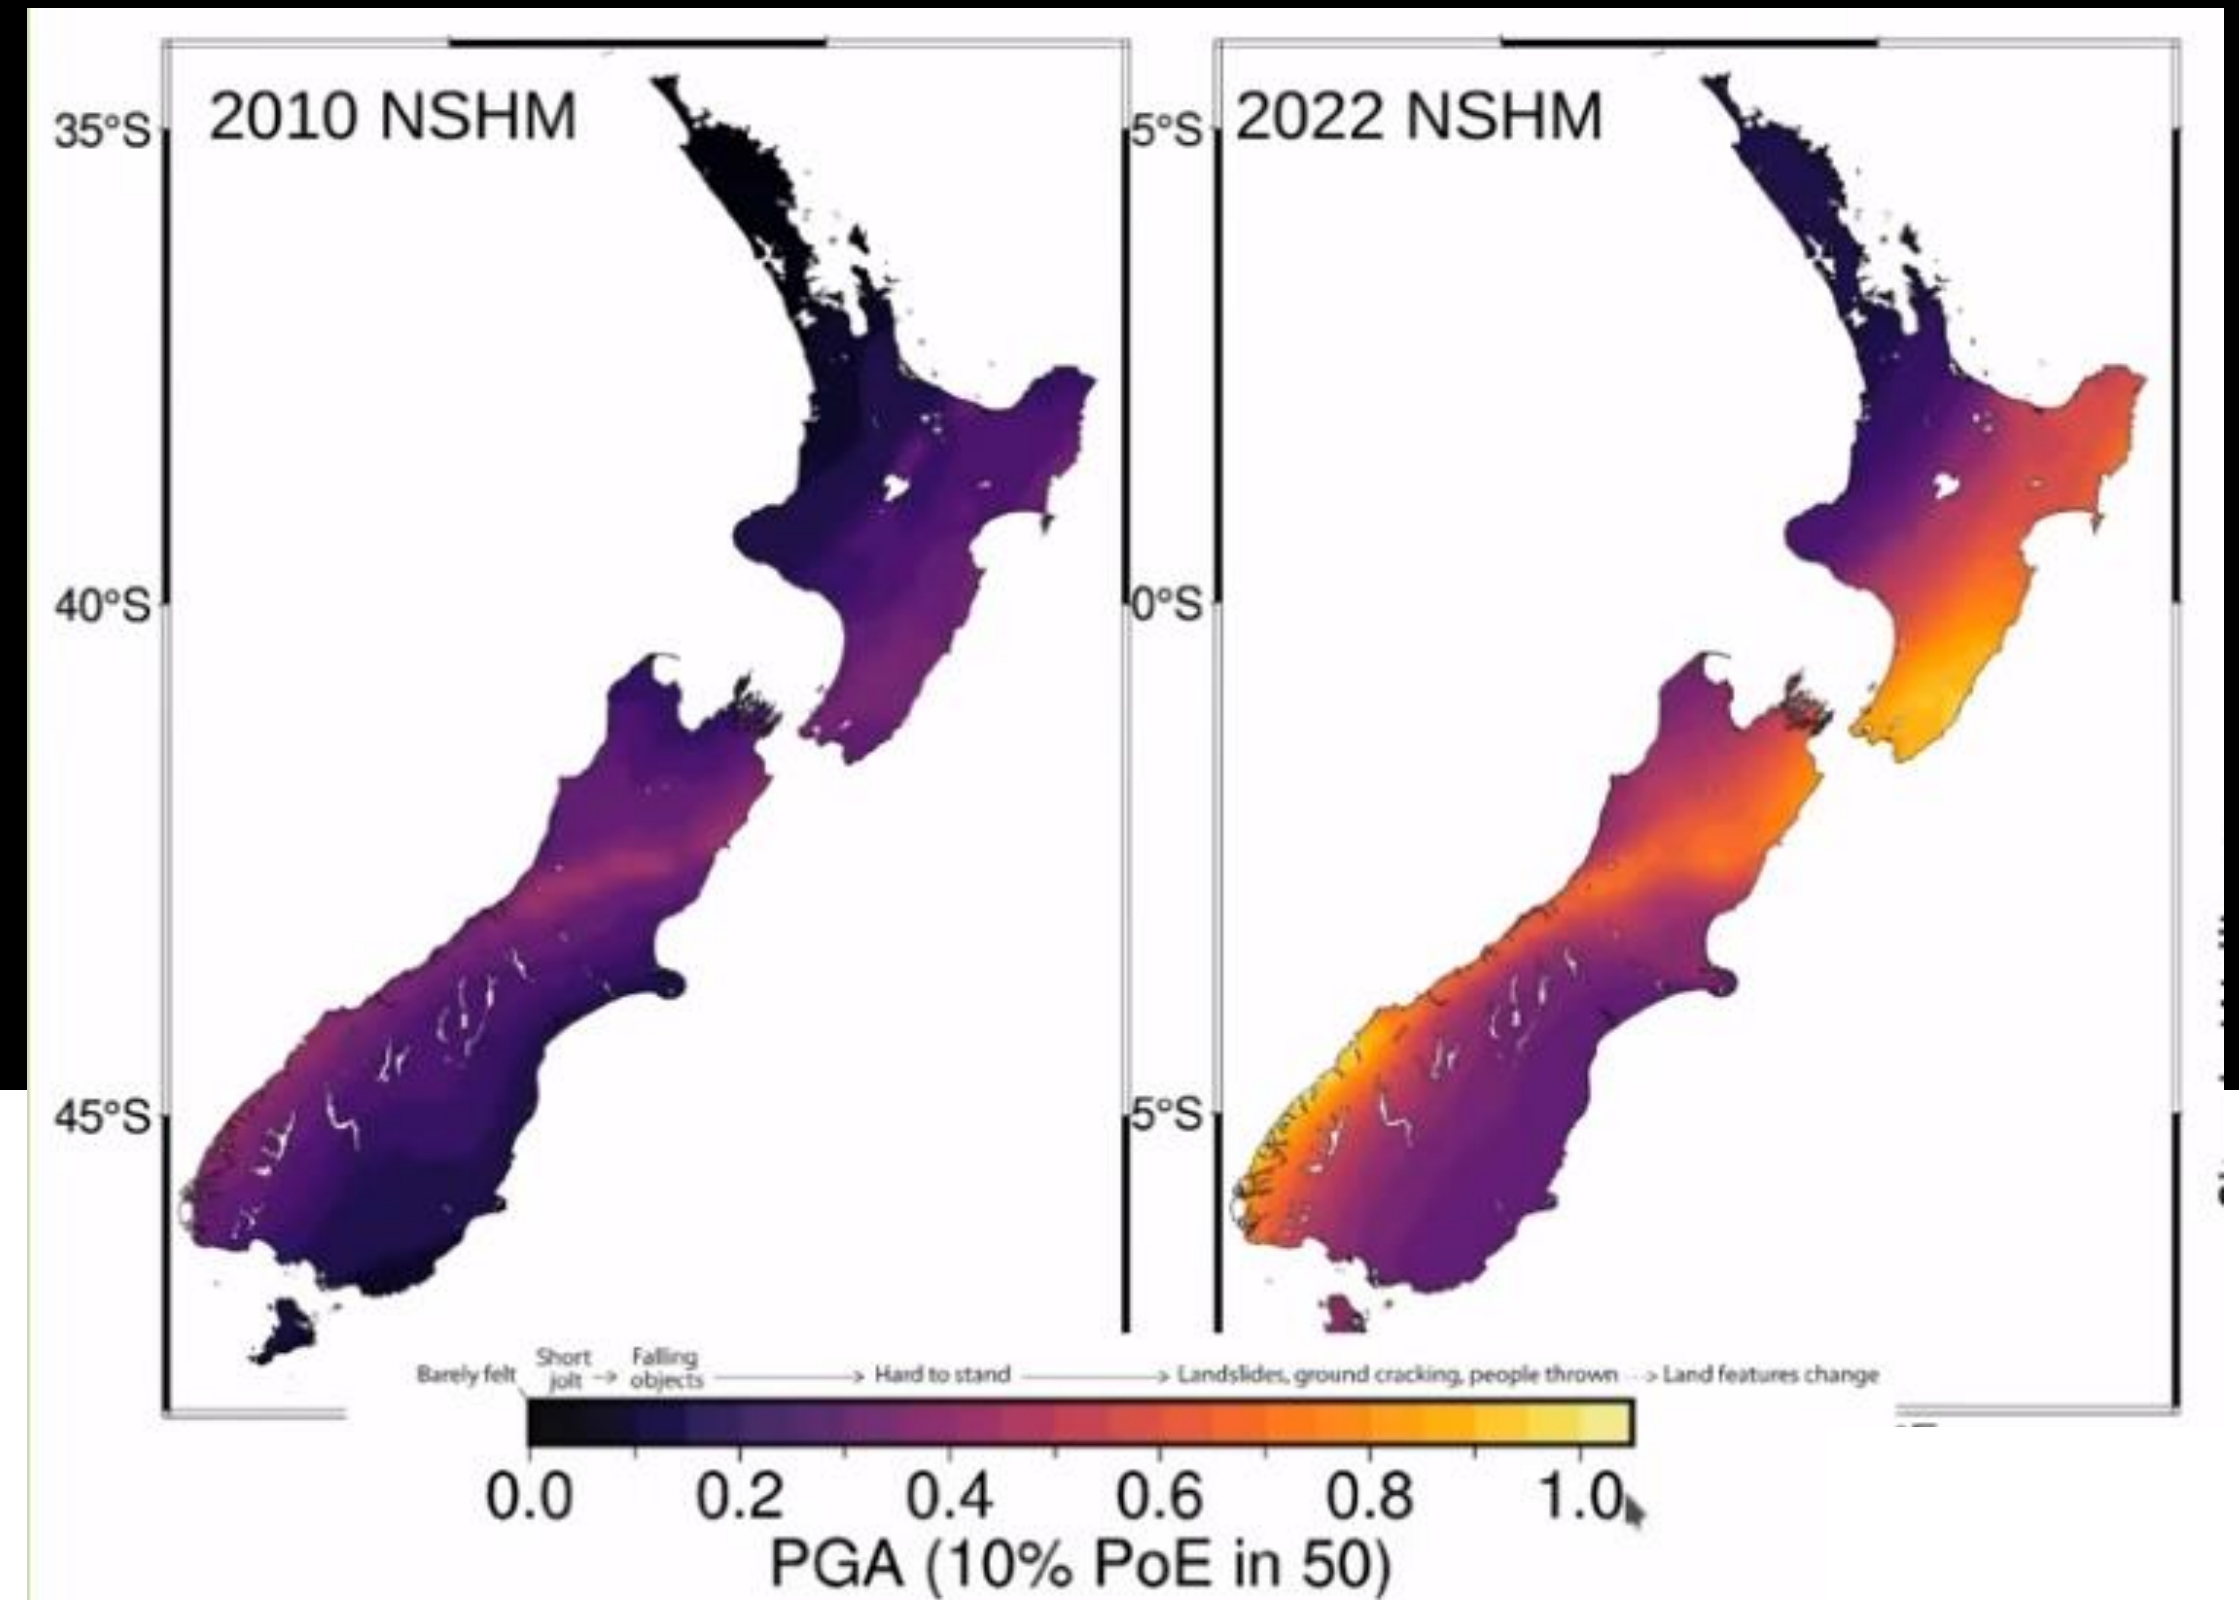 2010 NSHM
2022 NSHM
35°S
5°S
40°S
0°S
45°S
5°S
Barely felt
Short jolt
Falling objects
Hard to stand
Landslides, ground cracking, people thrown
Land features change
0.0 0.2 0.4 0.6 0.8 1.0
PGA (10% PoE in 50)